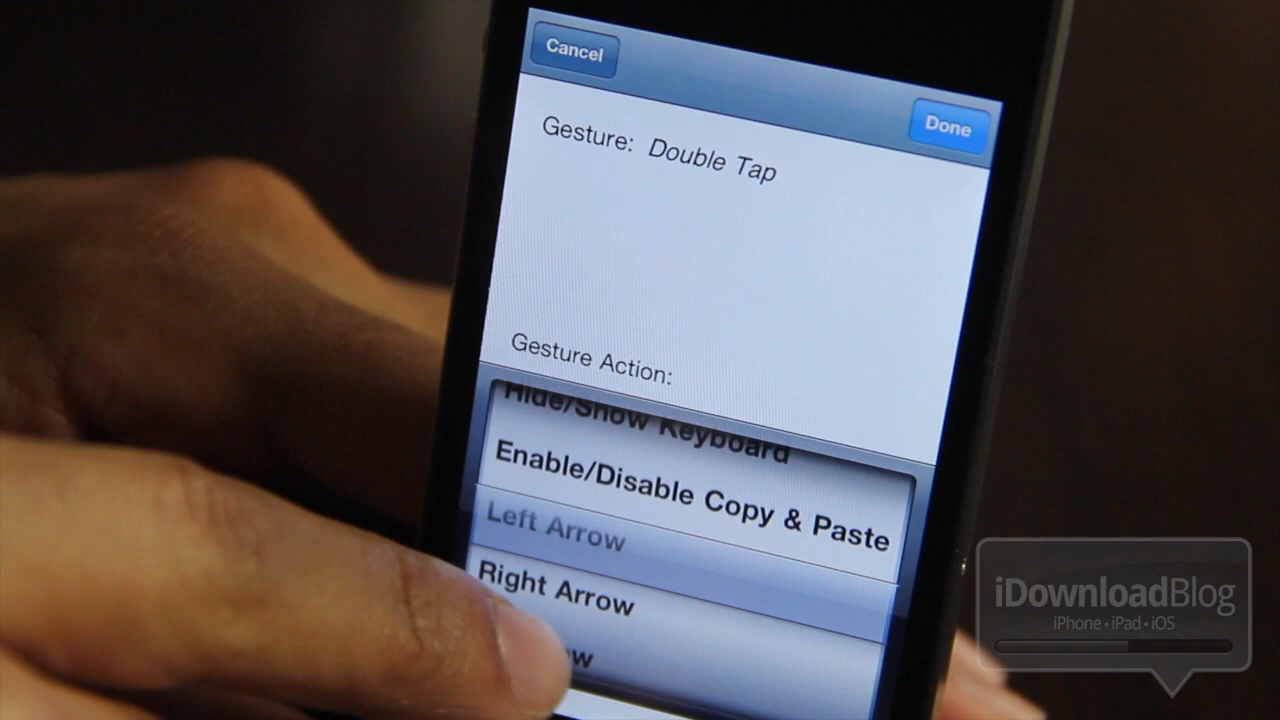 Cancel
Done
Gesture: Double Tap
Gesture Action:
Hide/Show Keyboard
Enable/Disable Copy & Paste
Left Arrow
Right Arrow
iDownloadBlog
iPhone • iPad • iOS